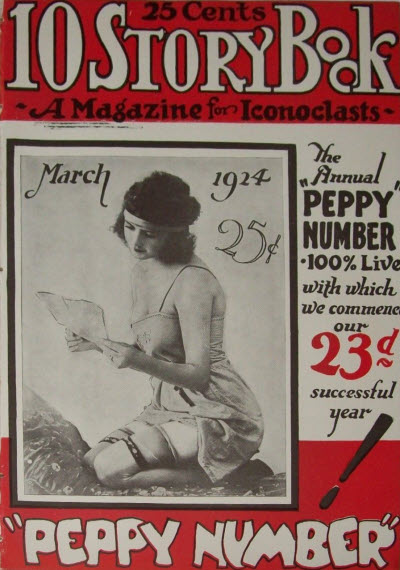 25 Cents
10 STORY BOOK
~A Magazine for Iconoclasts~
March 1924
25¢
The
"Annual
PEPPY"
NUMBER
·100% Live
with which
we commence
our
23d
successful
year
!
"PEPPY NUMBER"